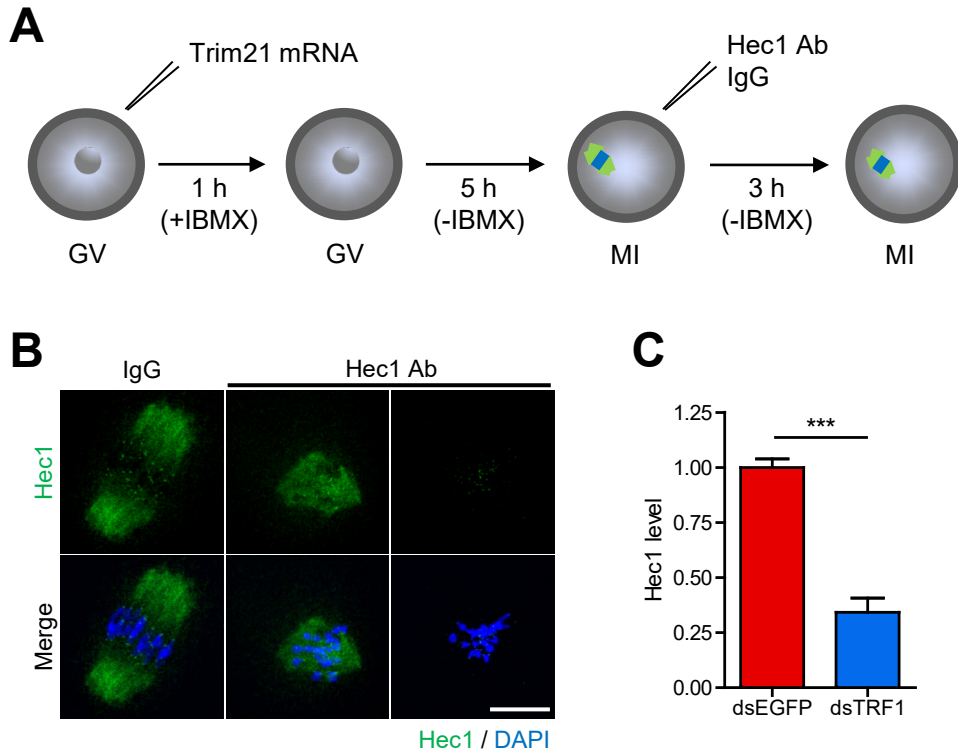 A
Trim21 mRNA
Hec1 Ab
IgG
1 h
(+IBMX)
5 h
(-IBMX)
3 h
(-IBMX)
GV
GV
MI
MI
B
IgG
Hec1 Ab
Hec1
Merge
Hec1 / DAPI
C
***
Hec1 level
1.25
1.00
0.75
0.50
0.25
0.00
dsEGFP
dsTRF1